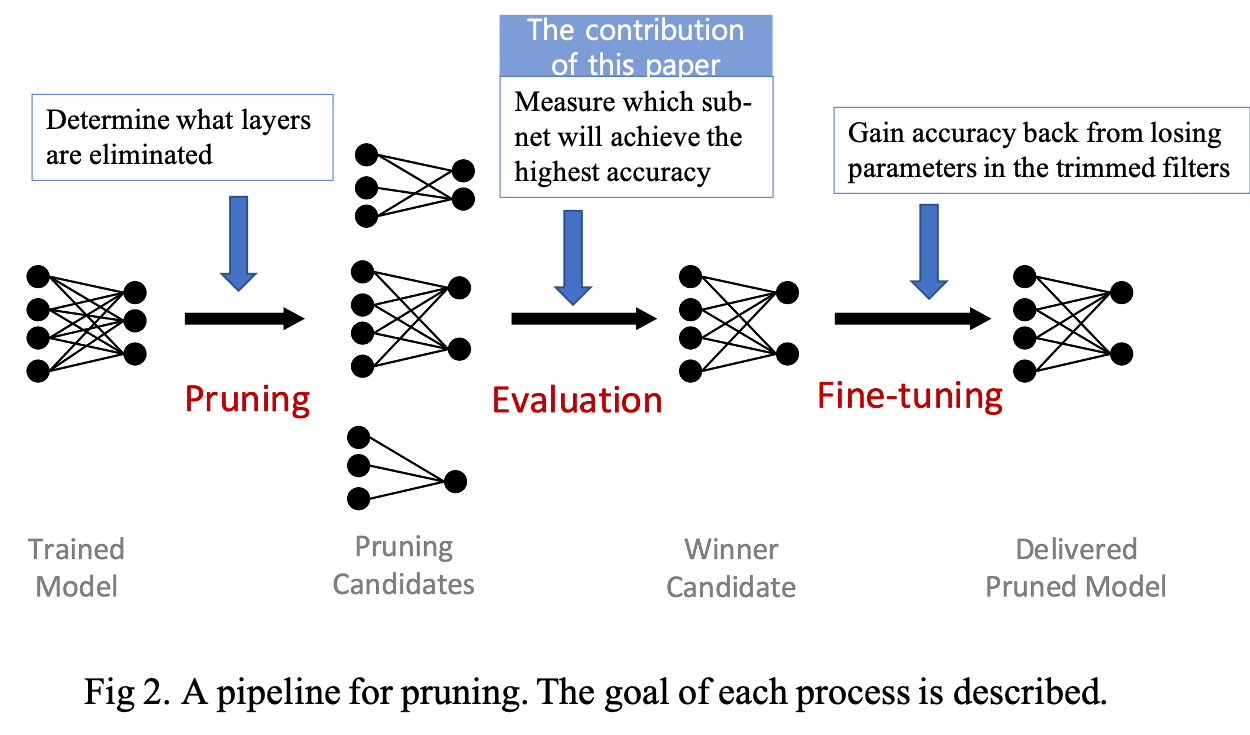 The contribution
of this paper
Determine what layers
are eliminated
Measure which sub-
net will achieve the
highest accuracy
Gain accuracy back from losing
parameters in the trimmed filters
Pruning
Evaluation
Fine-tuning
Trained
Model
Pruning
Candidates
Winner
Candidate
Delivered
Pruned Model
Fig 2. A pipeline for pruning. The goal of each process is described.